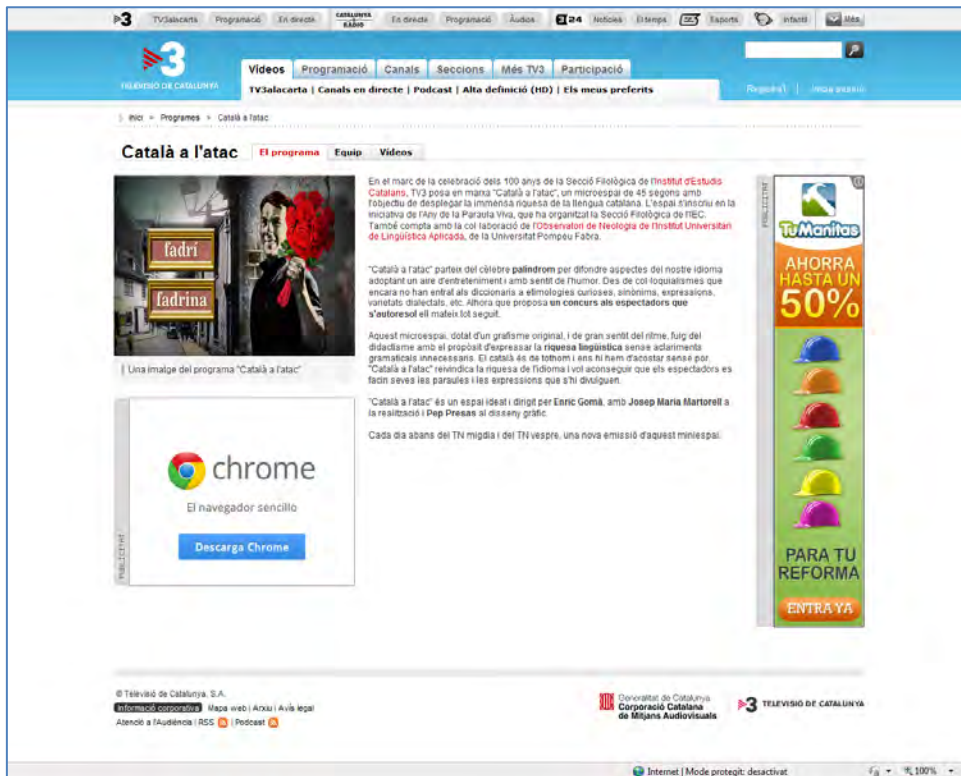 3 TV3alacarta Programació En directe CATALUNYA RÀDIO En directe Programació Àudios 3 24 Notícies El temps Esports Infantil Més
3
TELEVISIÓ DE CATALUNYA
Vídeos Programació Canals Seccions Més TV3 Participació
TV3alacarta | Canals en directe | Podcast | Alta definició (HD) | Els meus preferits
Registra't | Inicia sessió
Inici > Programes > Català a l'atac
Català a l'atac El programa Equip Vídeos
fadrí
fadrina
Una imatge del programa "Català a l'atac"
En el marc de la celebració dels 100 anys de la Secció Filològica de l'Institut d'Estudis
Catalans, TV3 posa en marxa "Català a l'atac", un microespai de 45 segons amb
l'objectiu de desplegar la immensa riquesa de la llengua catalana. L'espai s'inscriu en la
iniciativa de l'Any de la Paraula Viva, que ha organitzat la Secció Filològica de l'IEC.
També compta amb la col·laboració de l'Observatori de Neologia de l'Institut Universitari
de Lingüística Aplicada, de la Universitat Pompeu Fabra.
"Català a l'atac" parteix del cèlebre palíndrom per difondre aspectes del nostre idioma
adoptant un aire d'entreteniment i amb sentit de l'humor. Des de col·loquialismes que
encara no han entrat als diccionaris a etimologies curioses, sinònims, expressions,
varietats dialectals, etc. Alhora que proposa un concurs als espectadors que
s'autoresol ell mateix tot seguit.
Aquest microespai, dotat d'un grafisme original, i de gran sentit del ritme, fuig del
didactisme amb el propòsit d'expressar la riquesa lingüística sense aclariments
gramaticals innecessaris. El català és de tothom i ens hi hem d'acostar sense por.
"Català a l'atac" reivindica la riquesa de l'idioma i vol aconseguir que els espectadors es
facin seves les paraules i les expressions que s'hi divulguen.
"Català a l'atac" és un espai ideat i dirigit per Enric Gomà, amb Josep Maria Martorell a
la realització i Pep Presas al disseny gràfic.
Cada dia abans del TN migdia i del TN vespre, una nova emissió d'aquest miniespai.
PUBLICITAT
chrome
El navegador sencillo
Descarga Chrome
PUBLICITAT
TuManitas
AHORRA
HASTA UN
50%
PARA TU
REFORMA
ENTRA YA
© Televisió de Catalunya, S.A.
Informació corporativa Mapa web | Arxiu | Avís legal
Atenció a l'Audiència | RSS | Podcast
Generalitat de Catalunya
Corporació Catalana
de Mitjans Audiovisuals
3 TELEVISIÓ DE CATALUNYA
Internet | Mode protegit: desactivat 100%